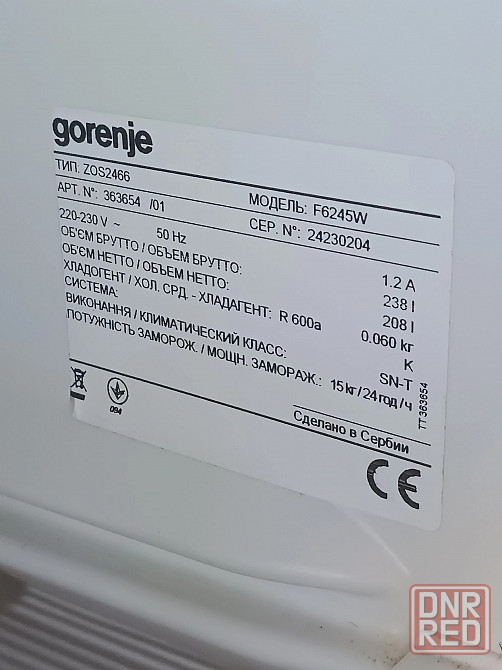 gorenje
ТИП: ZOS2466 МОДЕЛЬ: F6245W
АРТ. N°: 363654 /01 СЕР. N°: 24230204
220-230 V ~ 50 Hz 1.2 A
ОБ'ЄМ БРУТТО / ОБЪЕМ БРУТТО: 238 l
ОБ'ЄМ НЕТТО / ОБЪЕМ НЕТТО: 208 l
ХЛАДОГЕНТ / ХОЛ. СРД. - ХЛАДАГЕНТ: R 600a 0.060 кг
СИСТЕМА: K
ВИКОНАННЯ / КЛИМАТИЧЕСКИЙ КЛАСС: SN-T
ПОТУЖНІСТЬ ЗАМОРОЖ. / МОЩН. ЗАМОРАЖ.: 15 кг/24 год/ч
TT 363654
094
Сделано в Сербии
CE
DNR
RED